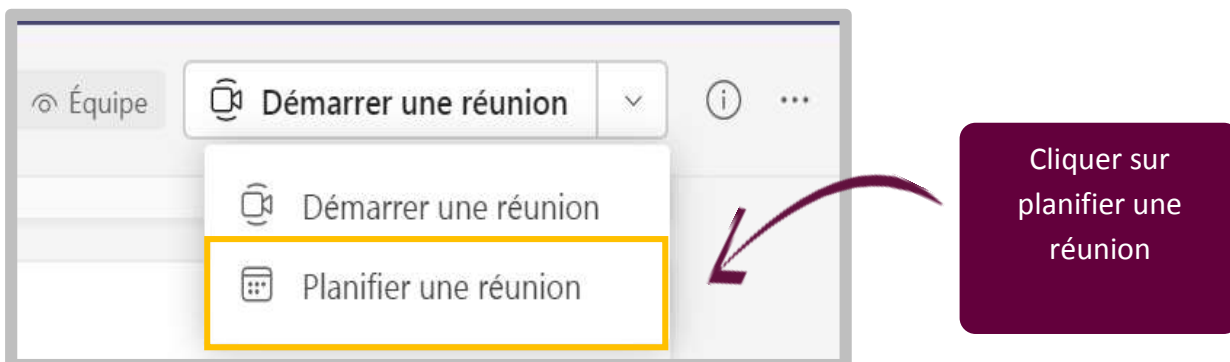 Équipe
Démarrer une réunion
Démarrer une réunion
Planifier une réunion
Cliquer sur
planifier une
réunion